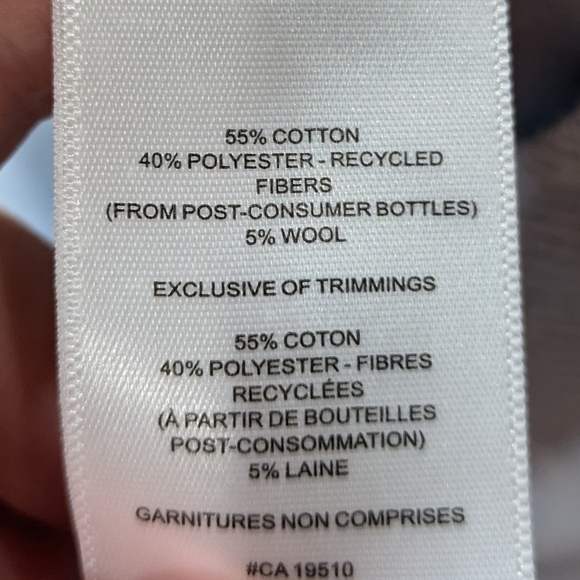 55% COTTON
40% POLYESTER - RECYCLED
FIBERS
(FROM POST-CONSUMER BOTTLES)
5% WOOL
EXCLUSIVE OF TRIMMINGS
55% COTON
40% POLYESTER - FIBRES
RECYCLÉES
(À PARTIR DE BOUTEILLES
POST-CONSOMMATION)
5% LAINE
GARNITURES NON COMPRISES
#CA 19510